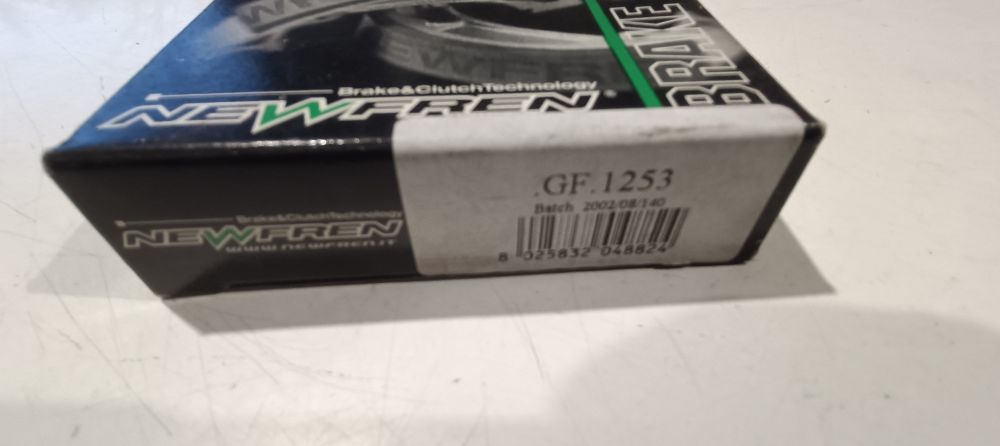 BRAKE
Brake&ClutchTechnology
NEWFREN®
.GF.1253
Batch 2002/08/140
8 025832 048824
Brake&ClutchTechnology
NEWFREN
www.newfren.it